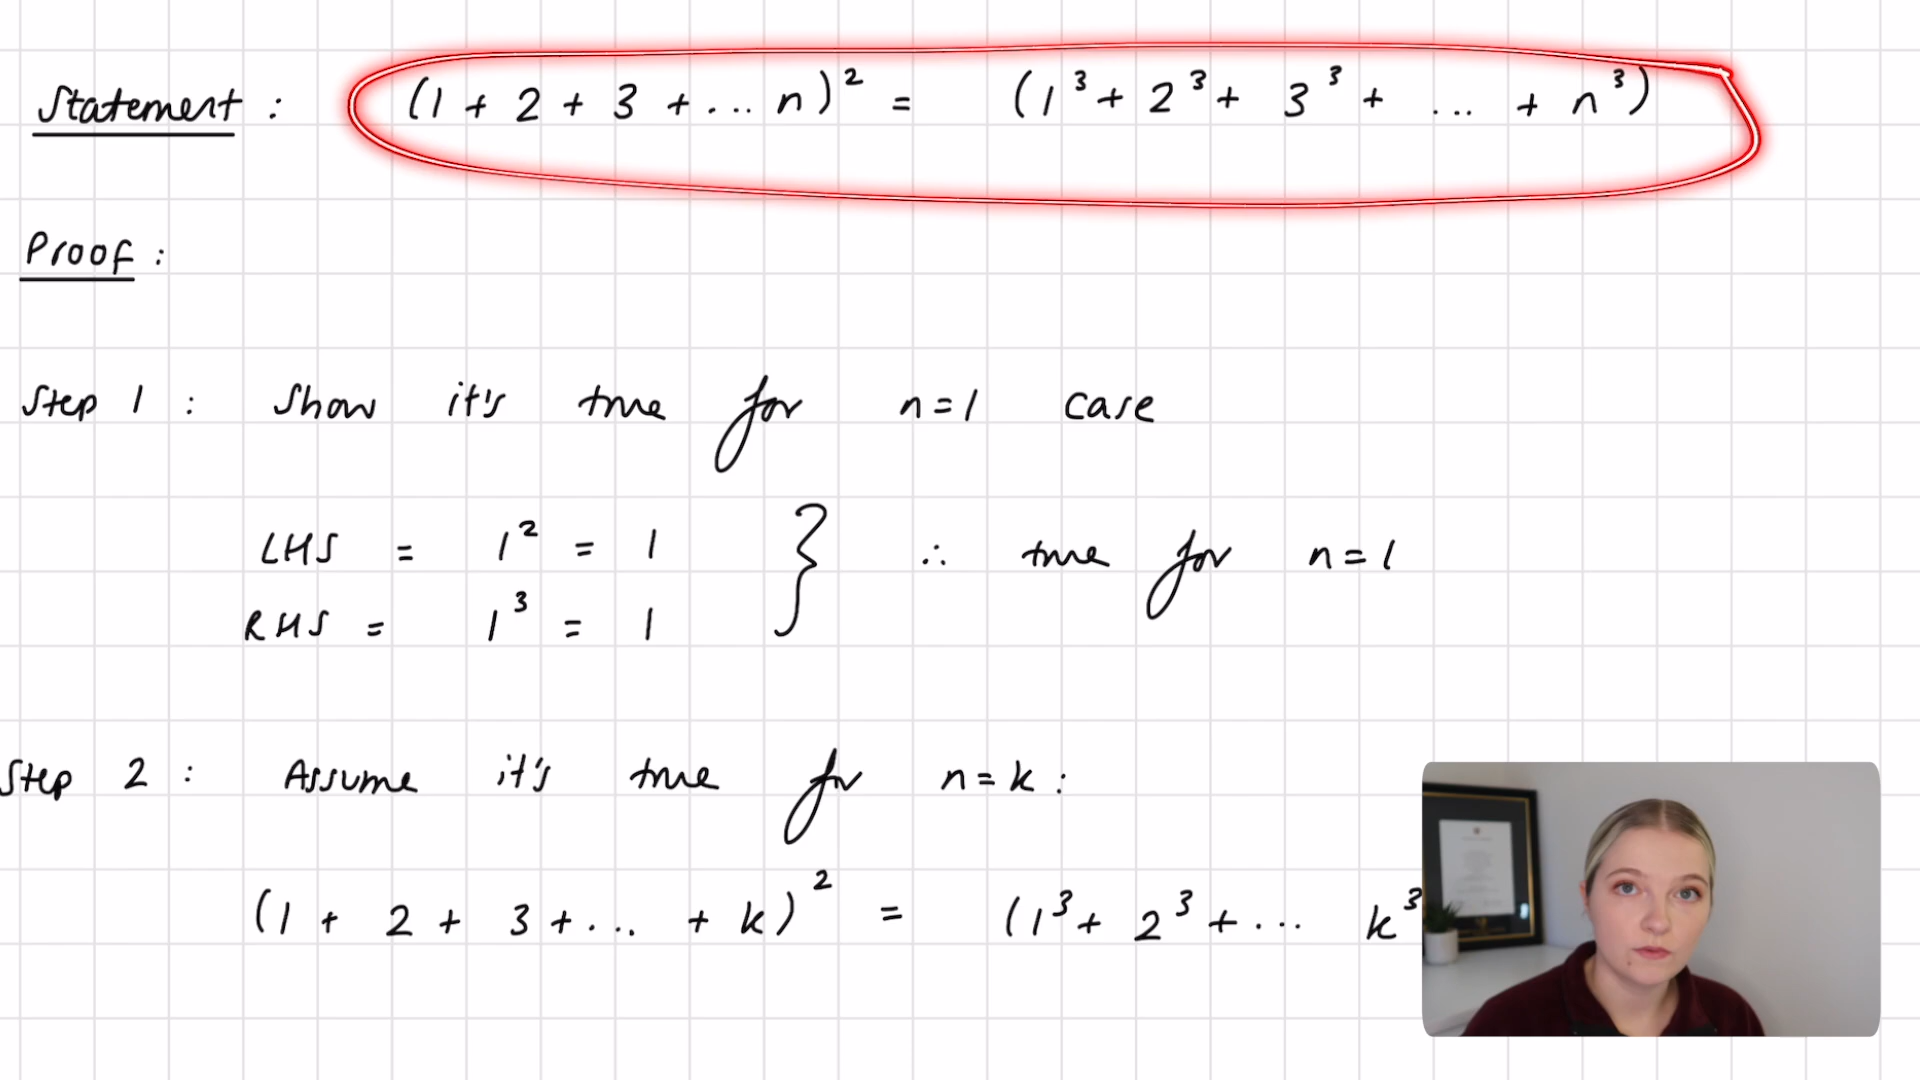 Statement : (1 + 2 + 3 + ... n)² = (1³ + 2³ + 3³ + ... + n³)
Proof :
Step 1 : Show it's true for n = 1 case
LHS = 1² = 1
RHS = 1³ = 1 } ∴ true for n = 1
Step 2 : Assume it's true for n = k :
(1 + 2 + 3 + ... + k)² = (1³ + 2³ + ... k³